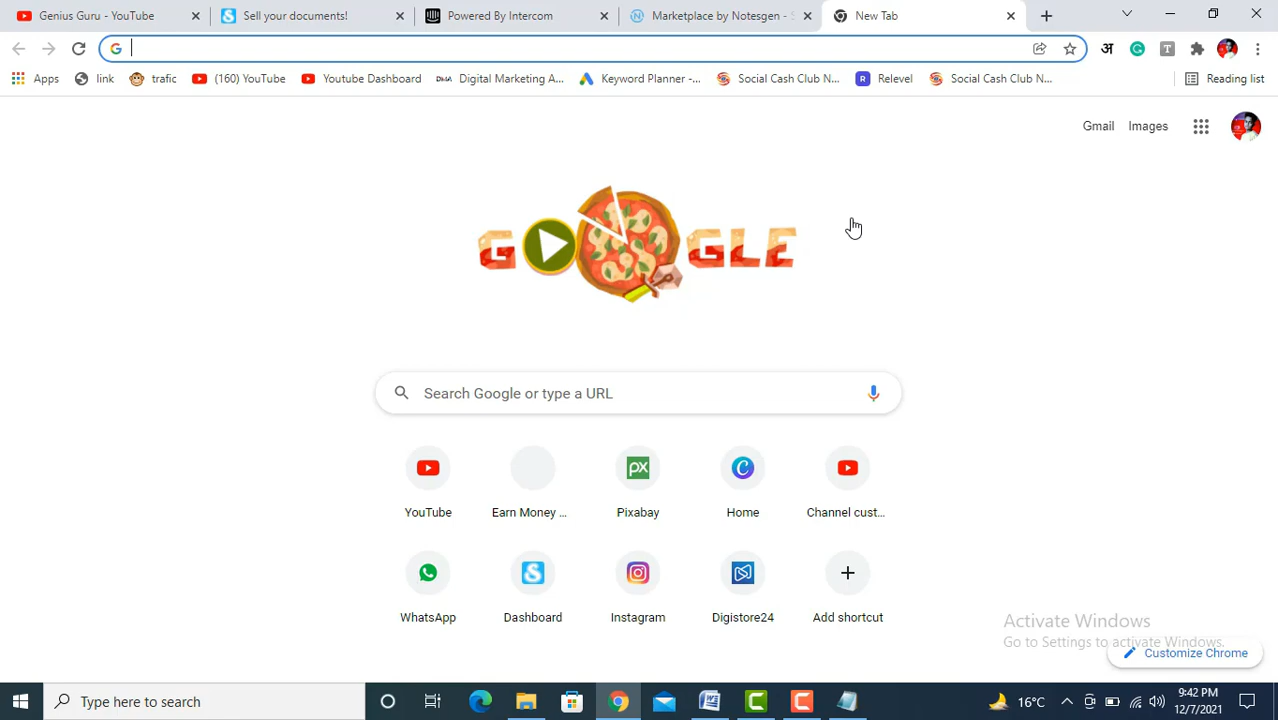 Genius Guru - YouTube
Sell your documents!
Powered By Intercom
Marketplace by Notesgen - S
New Tab
Apps
link
trafic
(160) YouTube
Youtube Dashboard
DMA
Digital Marketing A...
Keyword Planner -...
Social Cash Club N...
R
Relevel
Social Cash Club N...
Reading list
अ
T
Gmail
Images
GOOGLE
Search Google or type a URL
YouTube
Earn Money ...
px
Pixabay
Home
Channel cust...
WhatsApp
S
Dashboard
Instagram
Digistore24
Add shortcut
Activate Windows
Go to Settings to activate Windows.
Customize Chrome
Type here to search
16°C
9:42 PM
12/7/2021